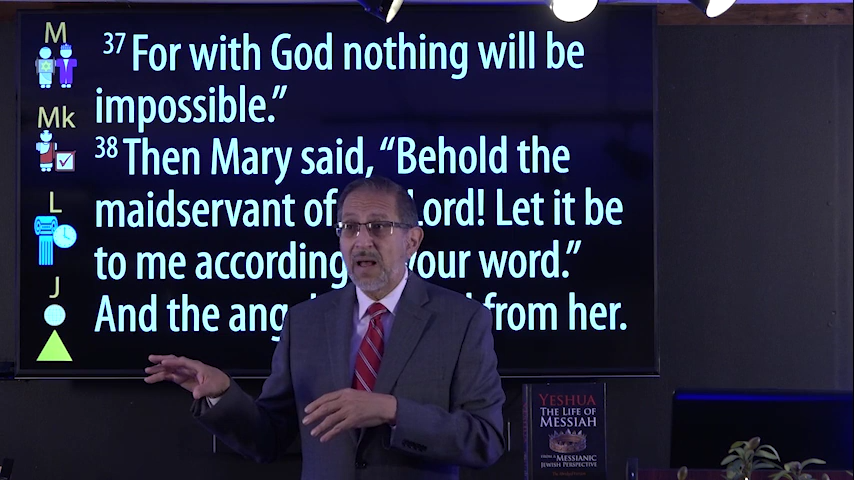 M
Mk
L
J
37 For with God nothing will be
impossible.”
38 Then Mary said, “Behold the
maidservant of Lord! Let it be
to me according your word.”
And the from her.
YESHUA
THE LIFE OF
MESSIAH
FROM A MESSIANIC
JEWISH PERSPECTIVE